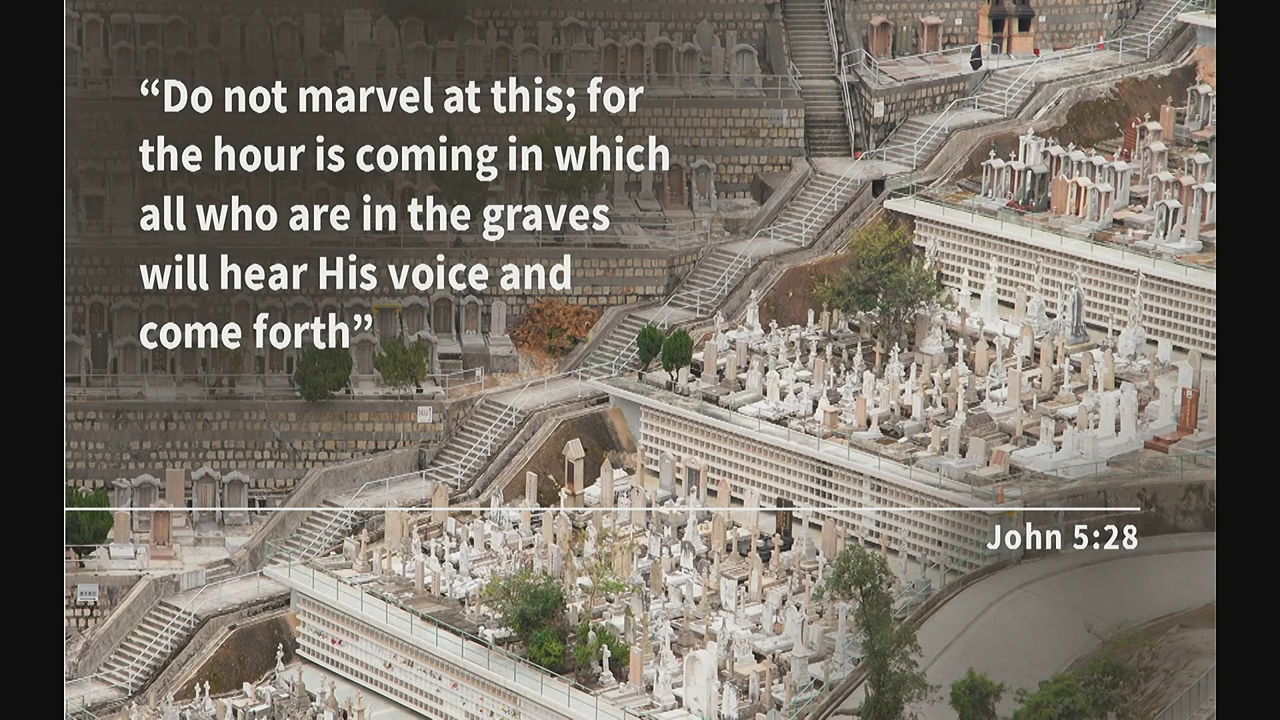 “Do not marvel at this; for
the hour is coming in which
all who are in the graves
will hear His voice and
come forth”
John 5:28